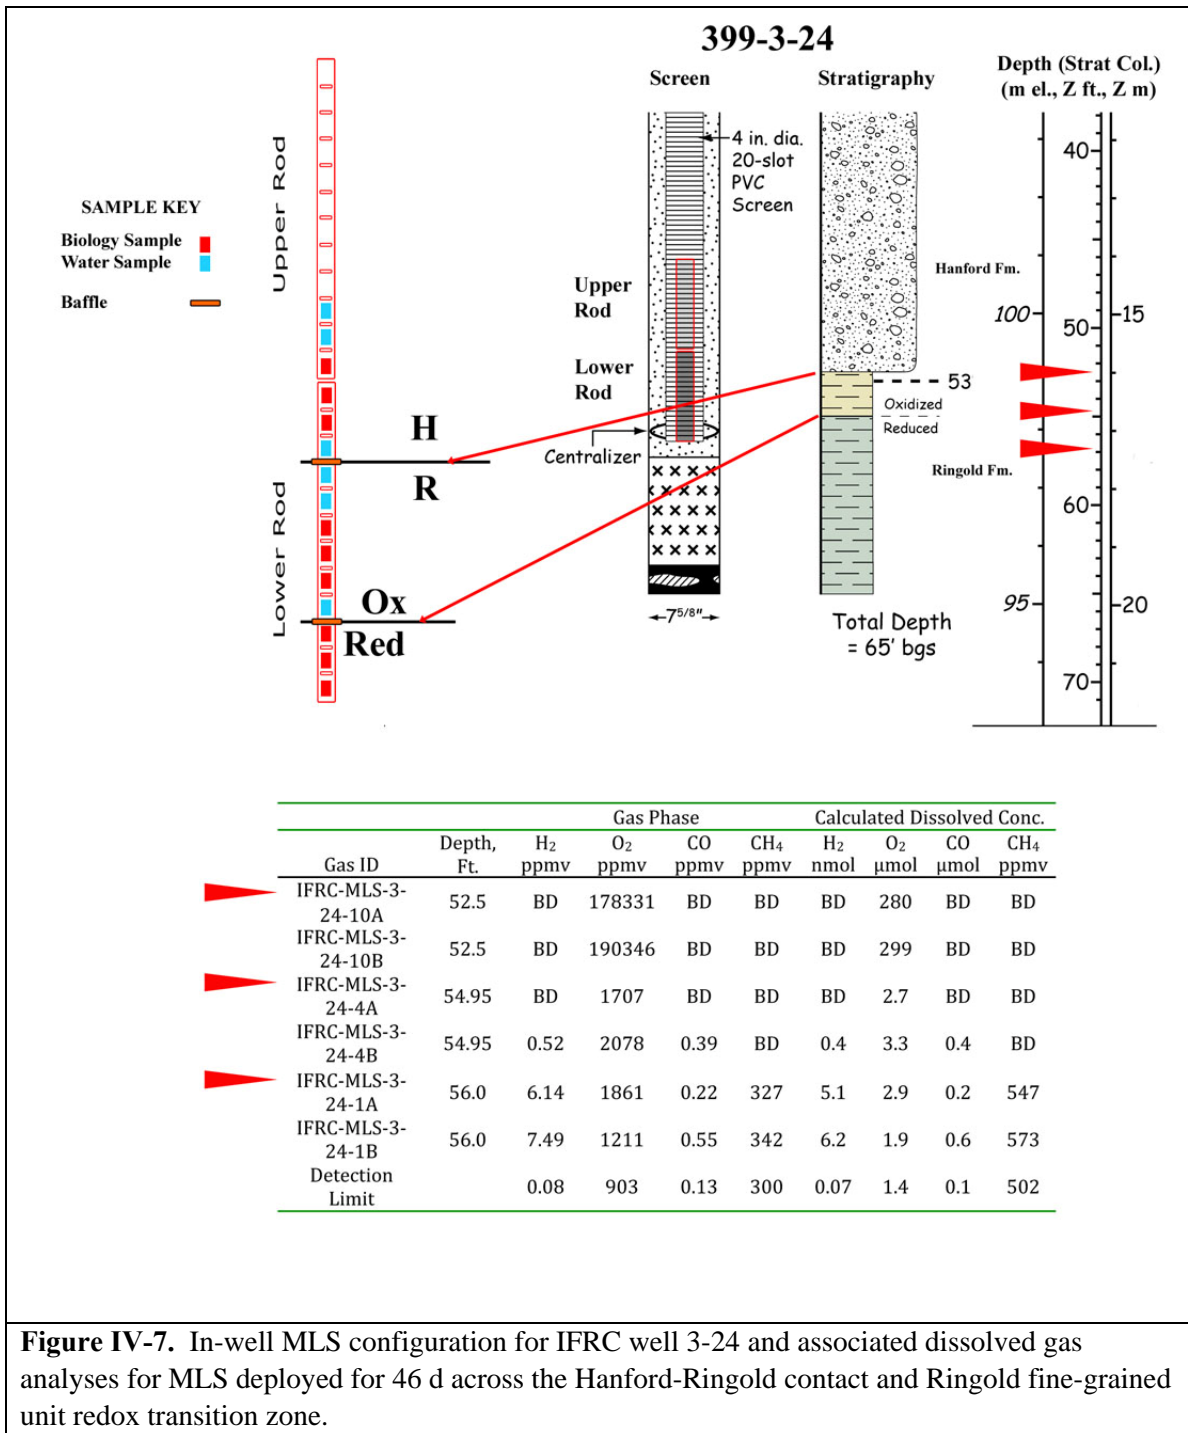 399-3-24
Screen
Stratigraphy
Depth (Strat Col.)
(m el., Z ft., Z m)
Upper Rod
SAMPLE KEY
Biology Sample
Water Sample
Baffle
Lower Rod
H
R
Ox
Red
4 in. dia.
20-slot
PVC
Screen
Upper
Rod
Lower
Rod
Centralizer
7 5/8"
Hanford Fm.
53
Oxidized
Reduced
Ringold Fm.
Total Depth
= 65' bgs
40
100
50
15
60
95
20
70
Gas Phase Calculated Dissolved Conc.
Depth, H2 O2 CO CH4 H2 O2 CO CH4
Gas ID Ft. ppmv ppmv ppmv ppmv nmol µmol µmol ppmv
IFRC-MLS-3-
24-10A 52.5 BD 178331 BD BD BD 280 BD BD
IFRC-MLS-3-
24-10B 52.5 BD 190346 BD BD BD 299 BD BD
IFRC-MLS-3-
24-4A 54.95 BD 1707 BD BD BD 2.7 BD BD
IFRC-MLS-3-
24-4B 54.95 0.52 2078 0.39 BD 0.4 3.3 0.4 BD
IFRC-MLS-3-
24-1A 56.0 6.14 1861 0.22 327 5.1 2.9 0.2 547
IFRC-MLS-3-
24-1B 56.0 7.49 1211 0.55 342 6.2 1.9 0.6 573
Detection
Limit 0.08 903 0.13 300 0.07 1.4 0.1 502
Figure IV-7. In-well MLS configuration for IFRC well 3-24 and associated dissolved gas
analyses for MLS deployed for 46 d across the Hanford-Ringold contact and Ringold fine-grained
unit redox transition zone.